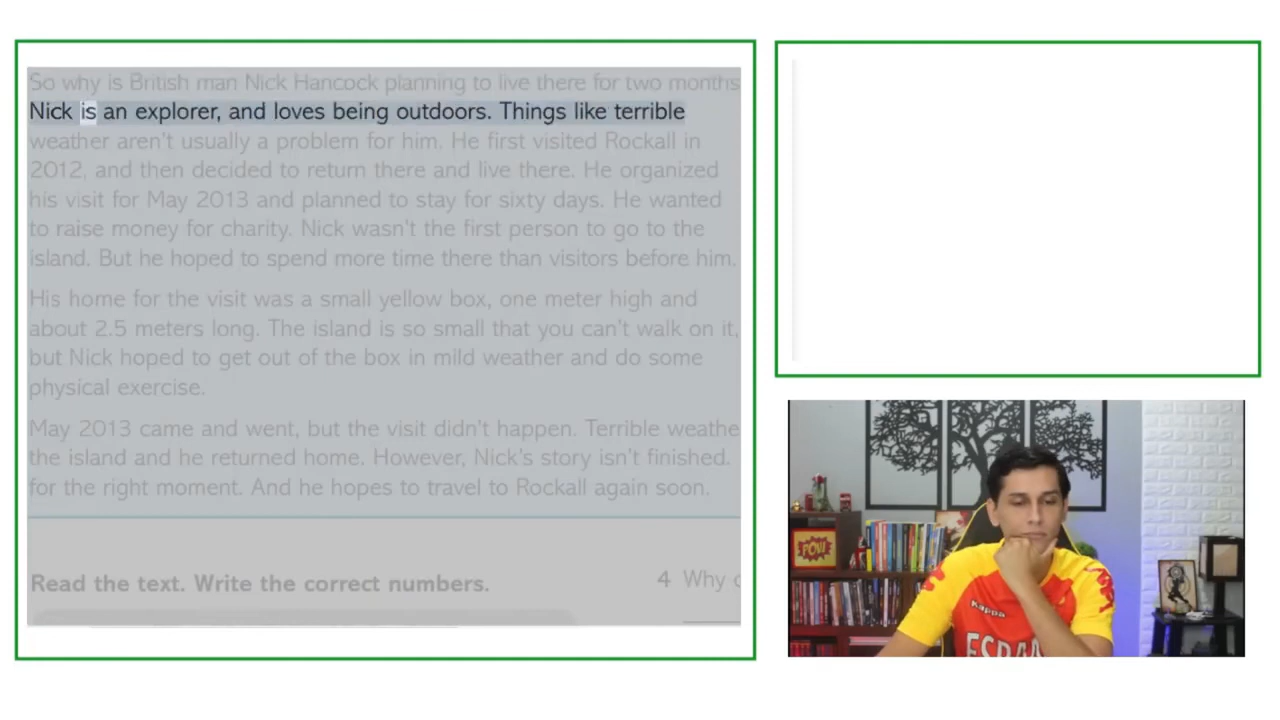 So why is British man Nick Hancock planning to live there for two months
Nick is an explorer, and loves being outdoors. Things like terrible
weather aren't usually a problem for him. He first visited Rockall in
2012, and then decided to return there and live there. He organized
his visit for May 2013 and planned to stay for sixty days. He wanted
to raise money for charity. Nick wasn't the first person to go to the
island. But he hoped to spend more time there than visitors before him.
His home for the visit was a small yellow box, one meter high and
about 2.5 meters long. The island is so small that you can't walk on it,
but Nick hoped to get out of the box in mild weather and do some
physical exercise.
May 2013 came and went, but the visit didn't happen. Terrible weathe
the island and he returned home. However, Nick's story isn't finished.
for the right moment. And he hopes to travel to Rockall again soon.
Read the text. Write the correct numbers.
4 Why
POW!
Kappa